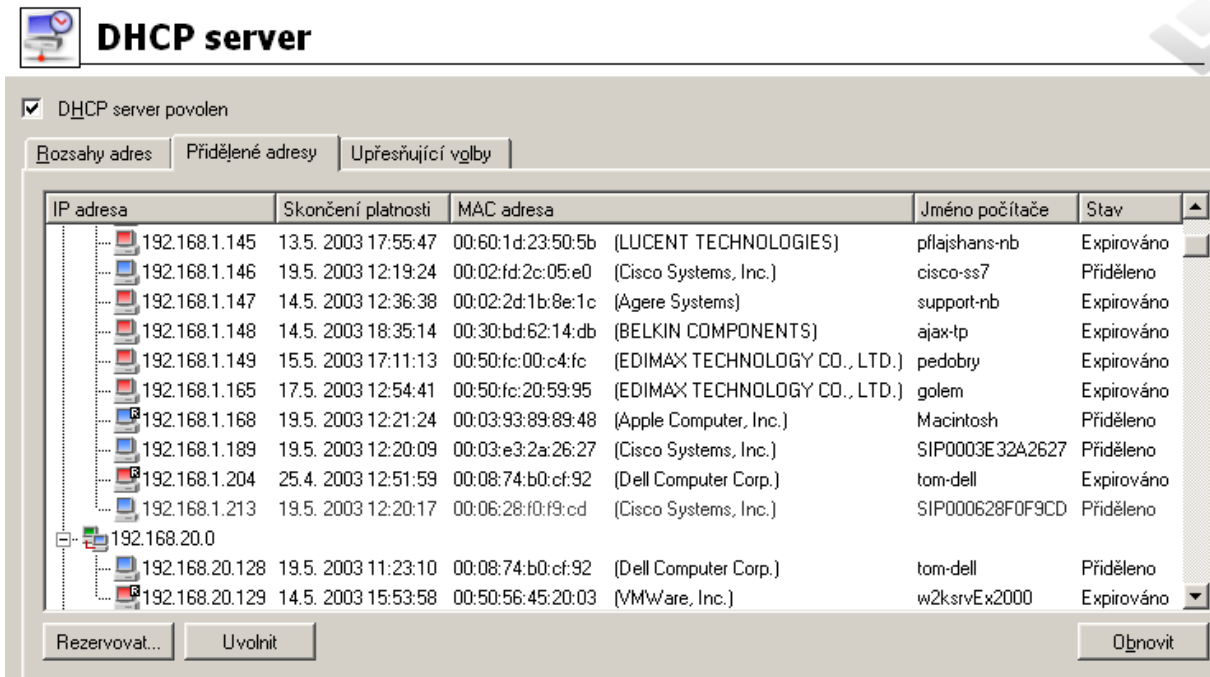 DHCP server
DHCP server povolen
Rozsahy adres Přidělené adresy Upřesňující volby
IP adresa Skončení platnosti MAC adresa Jméno počítače Stav
192.168.1.145 13.5. 2003 17:55:47 00:60:1d:23:50:5b (LUCENT TECHNOLOGIES) pflajshans-nb Expirováno
192.168.1.146 19.5. 2003 12:19:24 00:02:fd:2c:05:e0 (Cisco Systems, Inc.) cisco-ss7 Přiděleno
192.168.1.147 14.5. 2003 12:36:38 00:02:2d:1b:8e:1c (Agere Systems) support-nb Expirováno
192.168.1.148 14.5. 2003 18:35:14 00:30:bd:62:14:db (BELKIN COMPONENTS) ajax-tp Expirováno
192.168.1.149 15.5. 2003 17:11:13 00:50:fc:00:c4:fc (EDIMAX TECHNOLOGY CO., LTD.) pedobry Expirováno
192.168.1.165 17.5. 2003 12:54:41 00:50:fc:20:59:95 (EDIMAX TECHNOLOGY CO., LTD.) golem Expirováno
R 192.168.1.168 19.5. 2003 12:21:24 00:03:93:89:89:48 (Apple Computer, Inc.) Macintosh Přiděleno
192.168.1.189 19.5. 2003 12:20:09 00:03:e3:2a:26:27 (Cisco Systems, Inc.) SIP0003E32A2627 Přiděleno
R 192.168.1.204 25.4. 2003 12:51:59 00:08:74:b0:cf:92 (Dell Computer Corp.) tom-dell Expirováno
192.168.1.213 19.5. 2003 12:20:17 00:06:28:f0:f9:cd (Cisco Systems, Inc.) SIP000628F0F9CD Přiděleno
192.168.20.0
192.168.20.128 19.5. 2003 11:23:10 00:08:74:b0:cf:92 (Dell Computer Corp.) tom-dell Přiděleno
R 192.168.20.129 14.5. 2003 15:53:58 00:50:56:45:20:03 (VMWare, Inc.) w2ksrvEx2000 Expirováno
Rezervovat... Uvolnit Obnovit